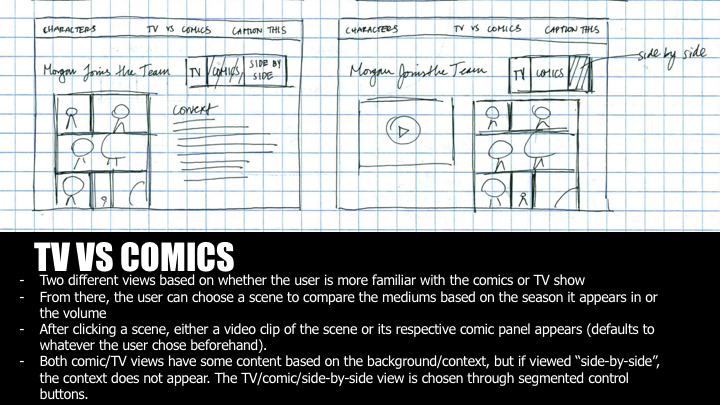 CHARACTERS TV VS COMICS CAPTION THIS
Morgan Joins the Team TV COMICS SIDE BY SIDE
CONTEXT
CHARACTERS TV VS COMICS CAPTION THIS
side by side
Morgan Joins the Team TV COMICS
TV VS COMICS
- Two different views based on whether the user is more familiar with the comics or TV show
- From there, the user can choose a scene to compare the mediums based on the season it appears in or
the volume
- After clicking a scene, either a video clip of the scene or its respective comic panel appears (defaults to
whatever the user chose beforehand).
- Both comic/TV views have some content based on the background/context, but if viewed “side-by-side”,
the context does not appear. The TV/comic/side-by-side view is chosen through segmented control
buttons.